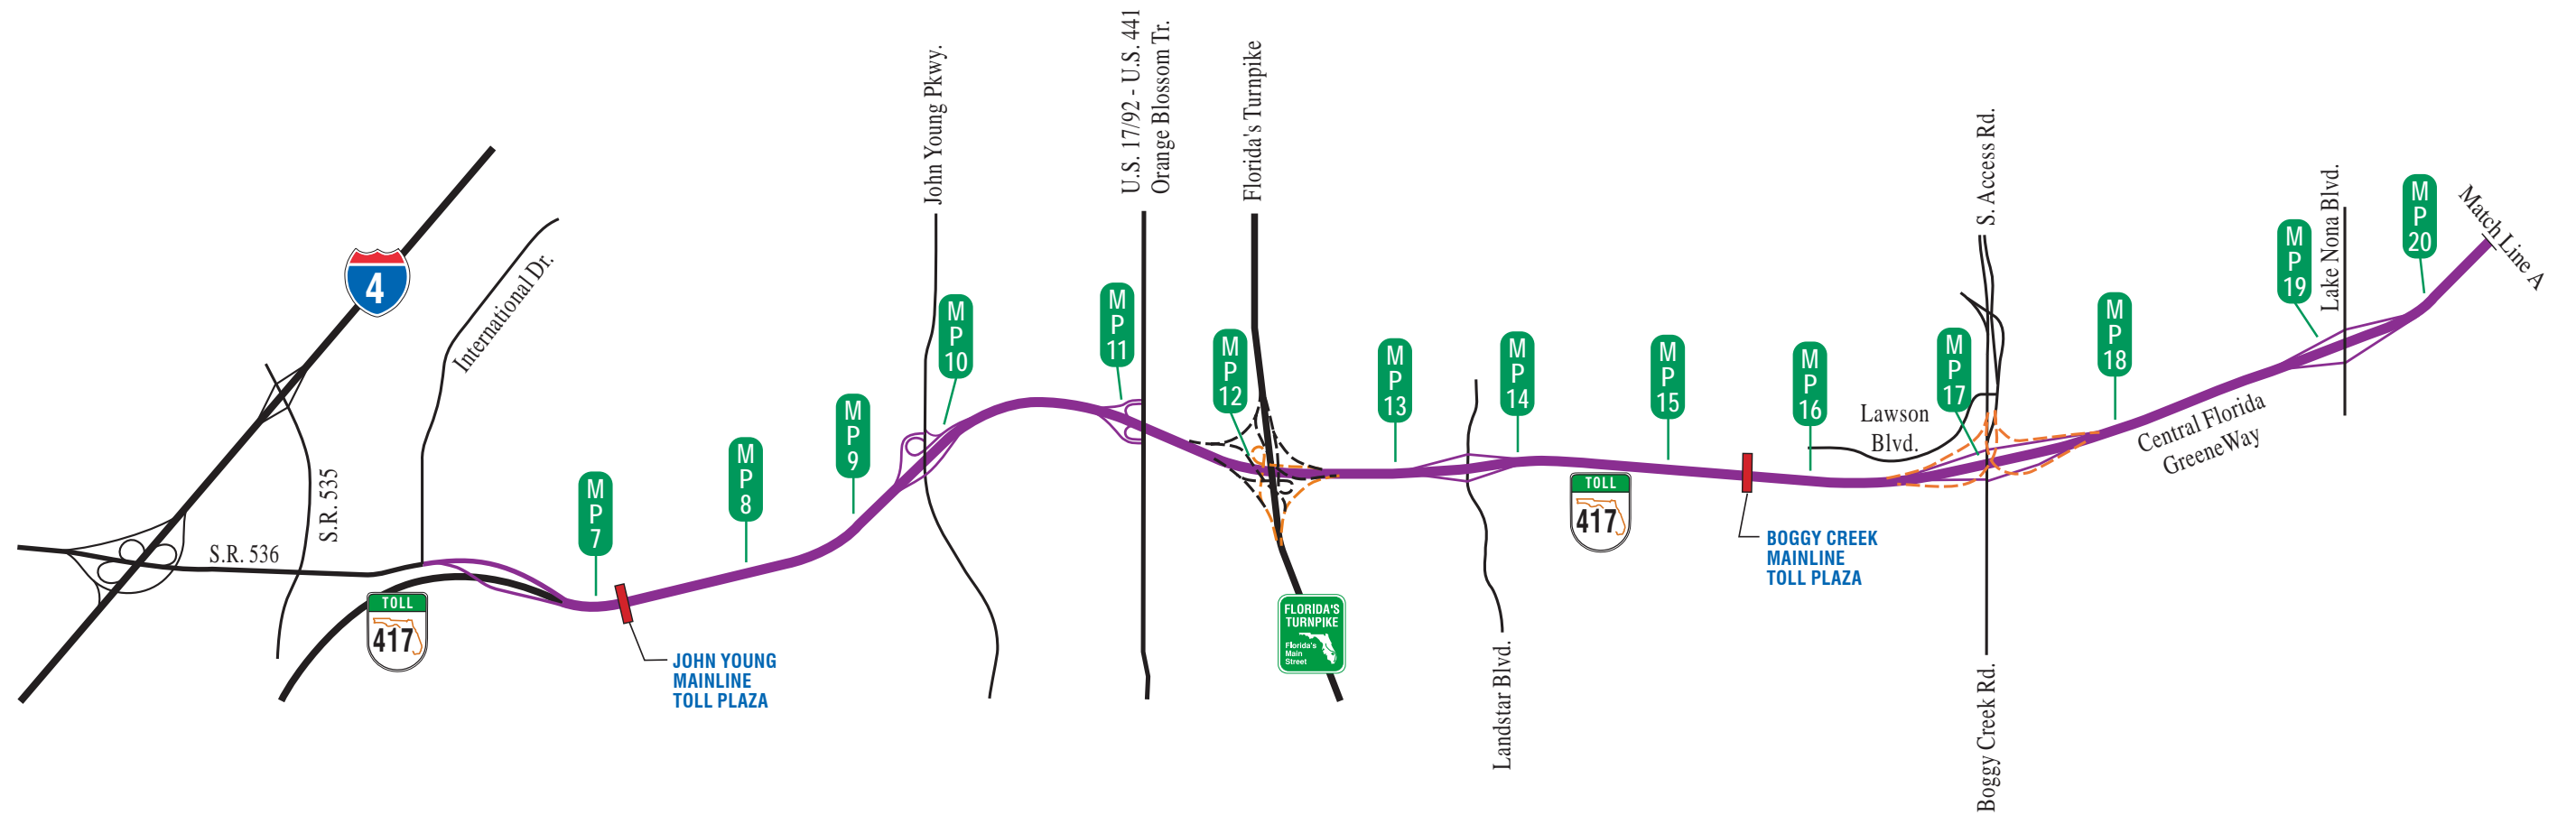 4
International Dr.
S.R. 535
S.R. 536
TOLL
417
M
P
7
JOHN YOUNG
MAINLINE
TOLL PLAZA
M
P
8
M
P
9
John Young Pkwy.
M
P
10
M
P
11
U.S. 17/92 - U.S. 441
Orange Blossom Tr.
M
P
12
Florida's Turnpike
FLORIDA'S
TURNPIKE
Florida's
Main
Street
M
P
13
Landstar Blvd.
M
P
14
TOLL
417
M
P
15
BOGGY CREEK
MAINLINE
TOLL PLAZA
M
P
16
Lawson
Blvd.
M
P
17
S. Access Rd.
Boggy Creek Rd.
M
P
18
Central Florida
GreeneWay
M
P
19
Lake Nona Blvd.
M
P
20
Match Line A